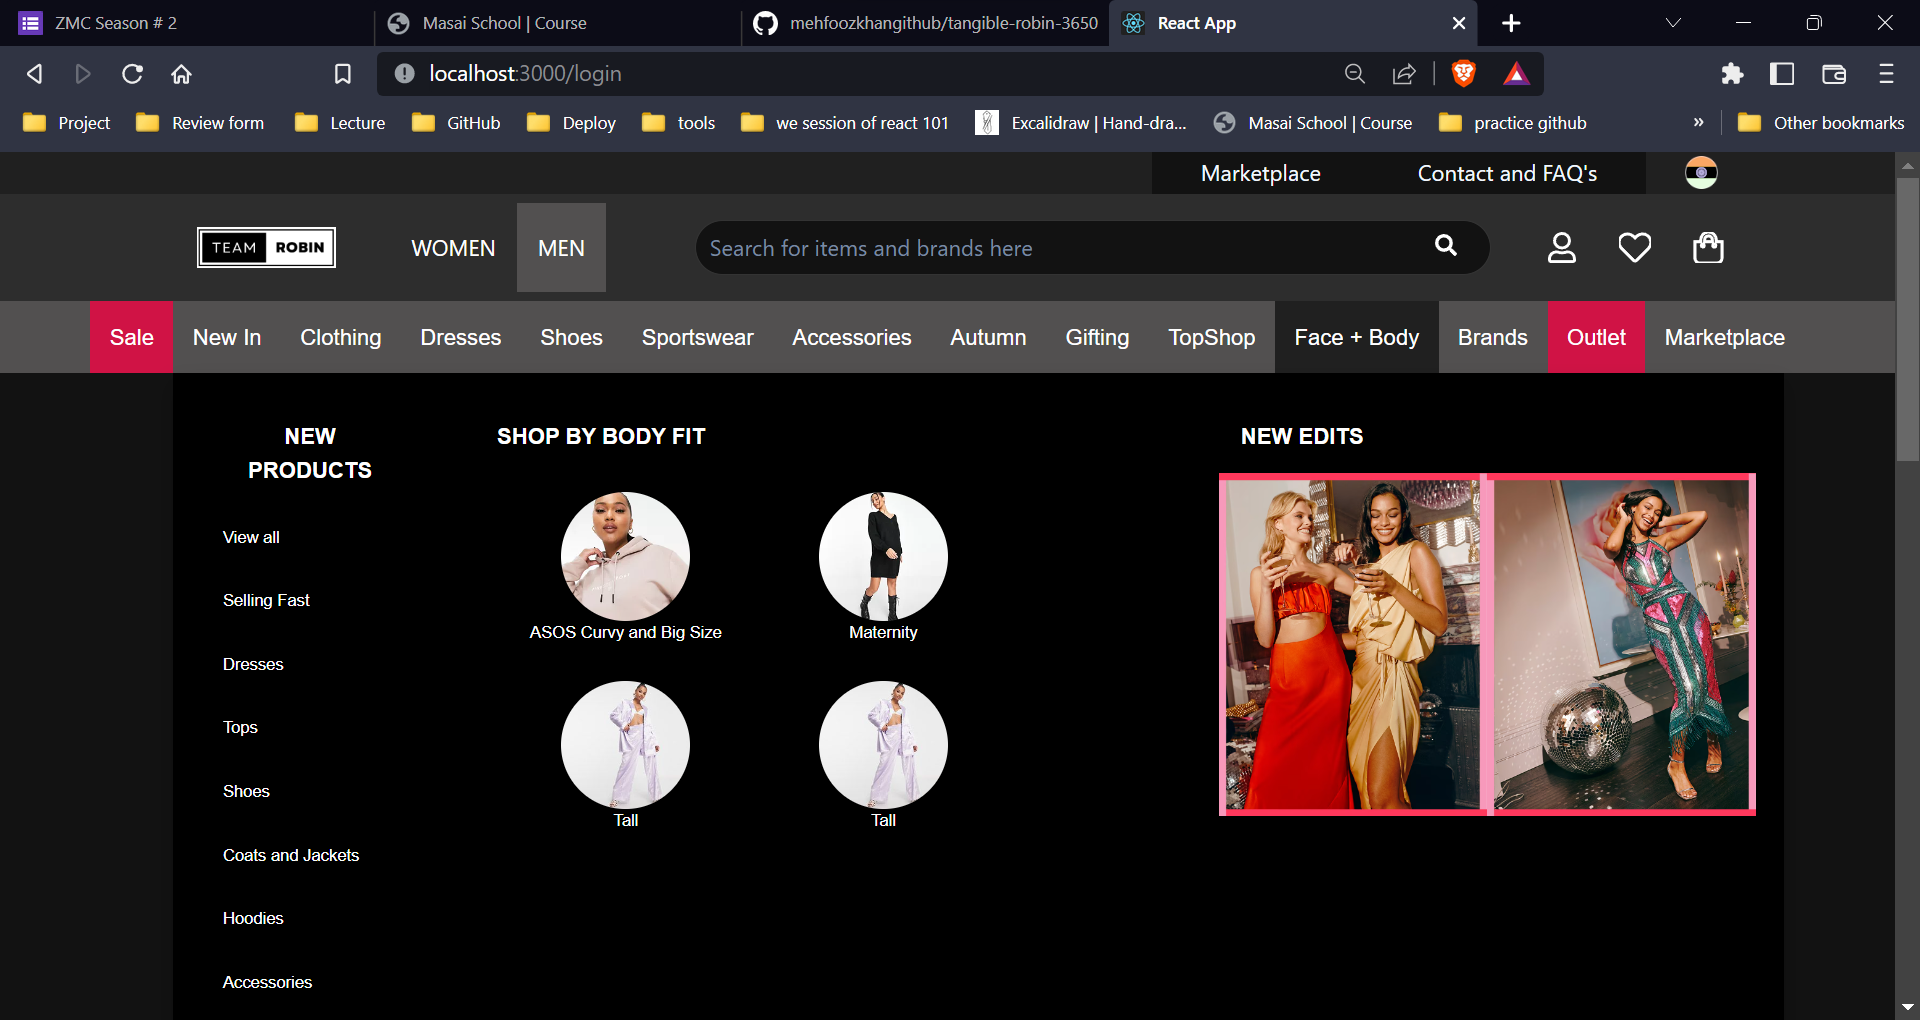 ZMC Season # 2
Masai School | Course
mehfoozkhangithub/tangible-robin-3650
React App
localhost:3000/login
Project
Review form
Lecture
GitHub
Deploy
tools
we session of react 101
Excalidraw | Hand-dra...
Masai School | Course
practice github
»
Other bookmarks
Marketplace
Contact and FAQ's
TEAM ROBIN
WOMEN
MEN
Search for items and brands here
Sale
New In
Clothing
Dresses
Shoes
Sportswear
Accessories
Autumn
Gifting
TopShop
Face + Body
Brands
Outlet
Marketplace
NEW
PRODUCTS
View all
Selling Fast
Dresses
Tops
Shoes
Coats and Jackets
Hoodies
Accessories
SHOP BY BODY FIT
ASOS Curvy and Big Size
Maternity
Tall
Tall
NEW EDITS